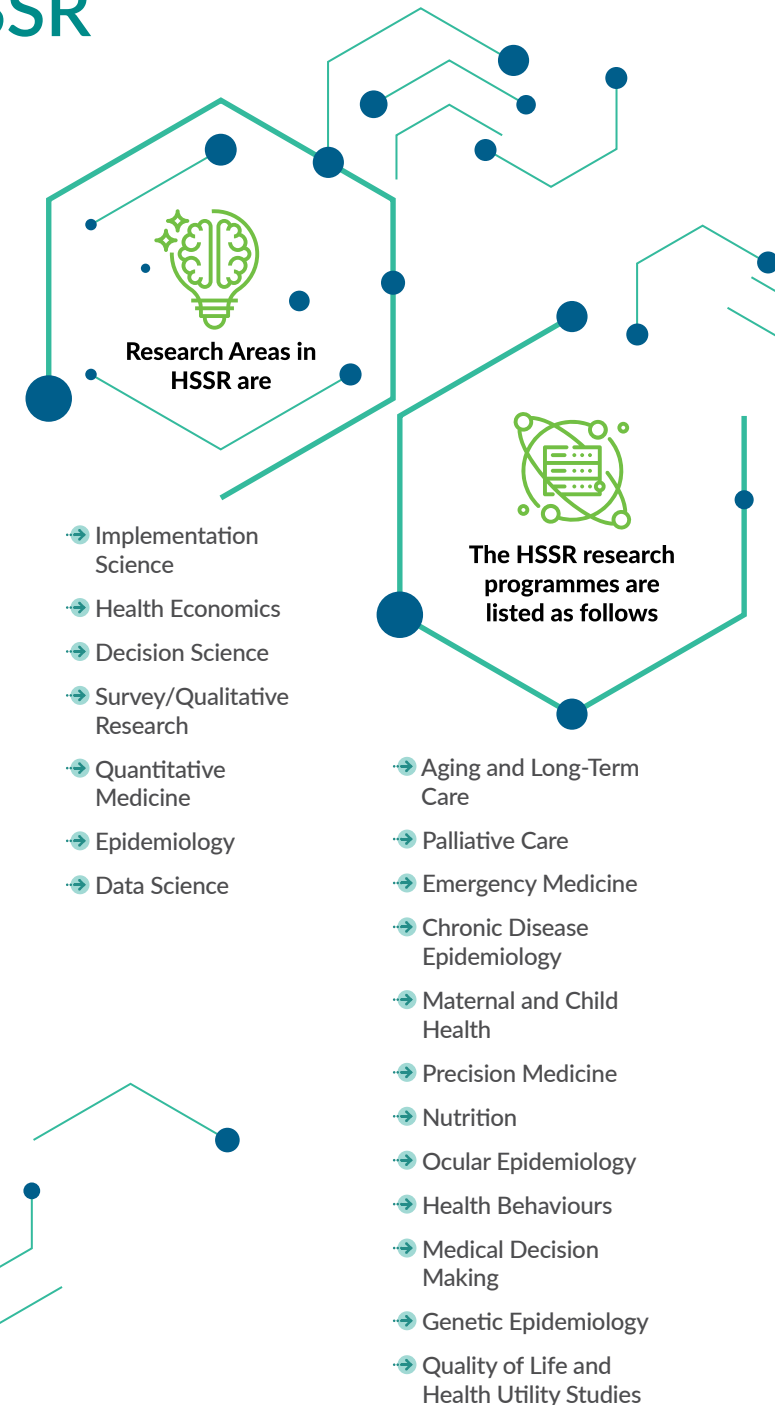 SSR
Research Areas in
HSSR are
Implementation
Science
Health Economics
Decision Science
Survey/Qualitative
Research
Quantitative
Medicine
Epidemiology
Data Science
The HSSR research
programmes are
listed as follows
Aging and Long-Term
Care
Palliative Care
Emergency Medicine
Chronic Disease
Epidemiology
Maternal and Child
Health
Precision Medicine
Nutrition
Ocular Epidemiology
Health Behaviours
Medical Decision
Making
Genetic Epidemiology
Quality of Life and
Health Utility Studies